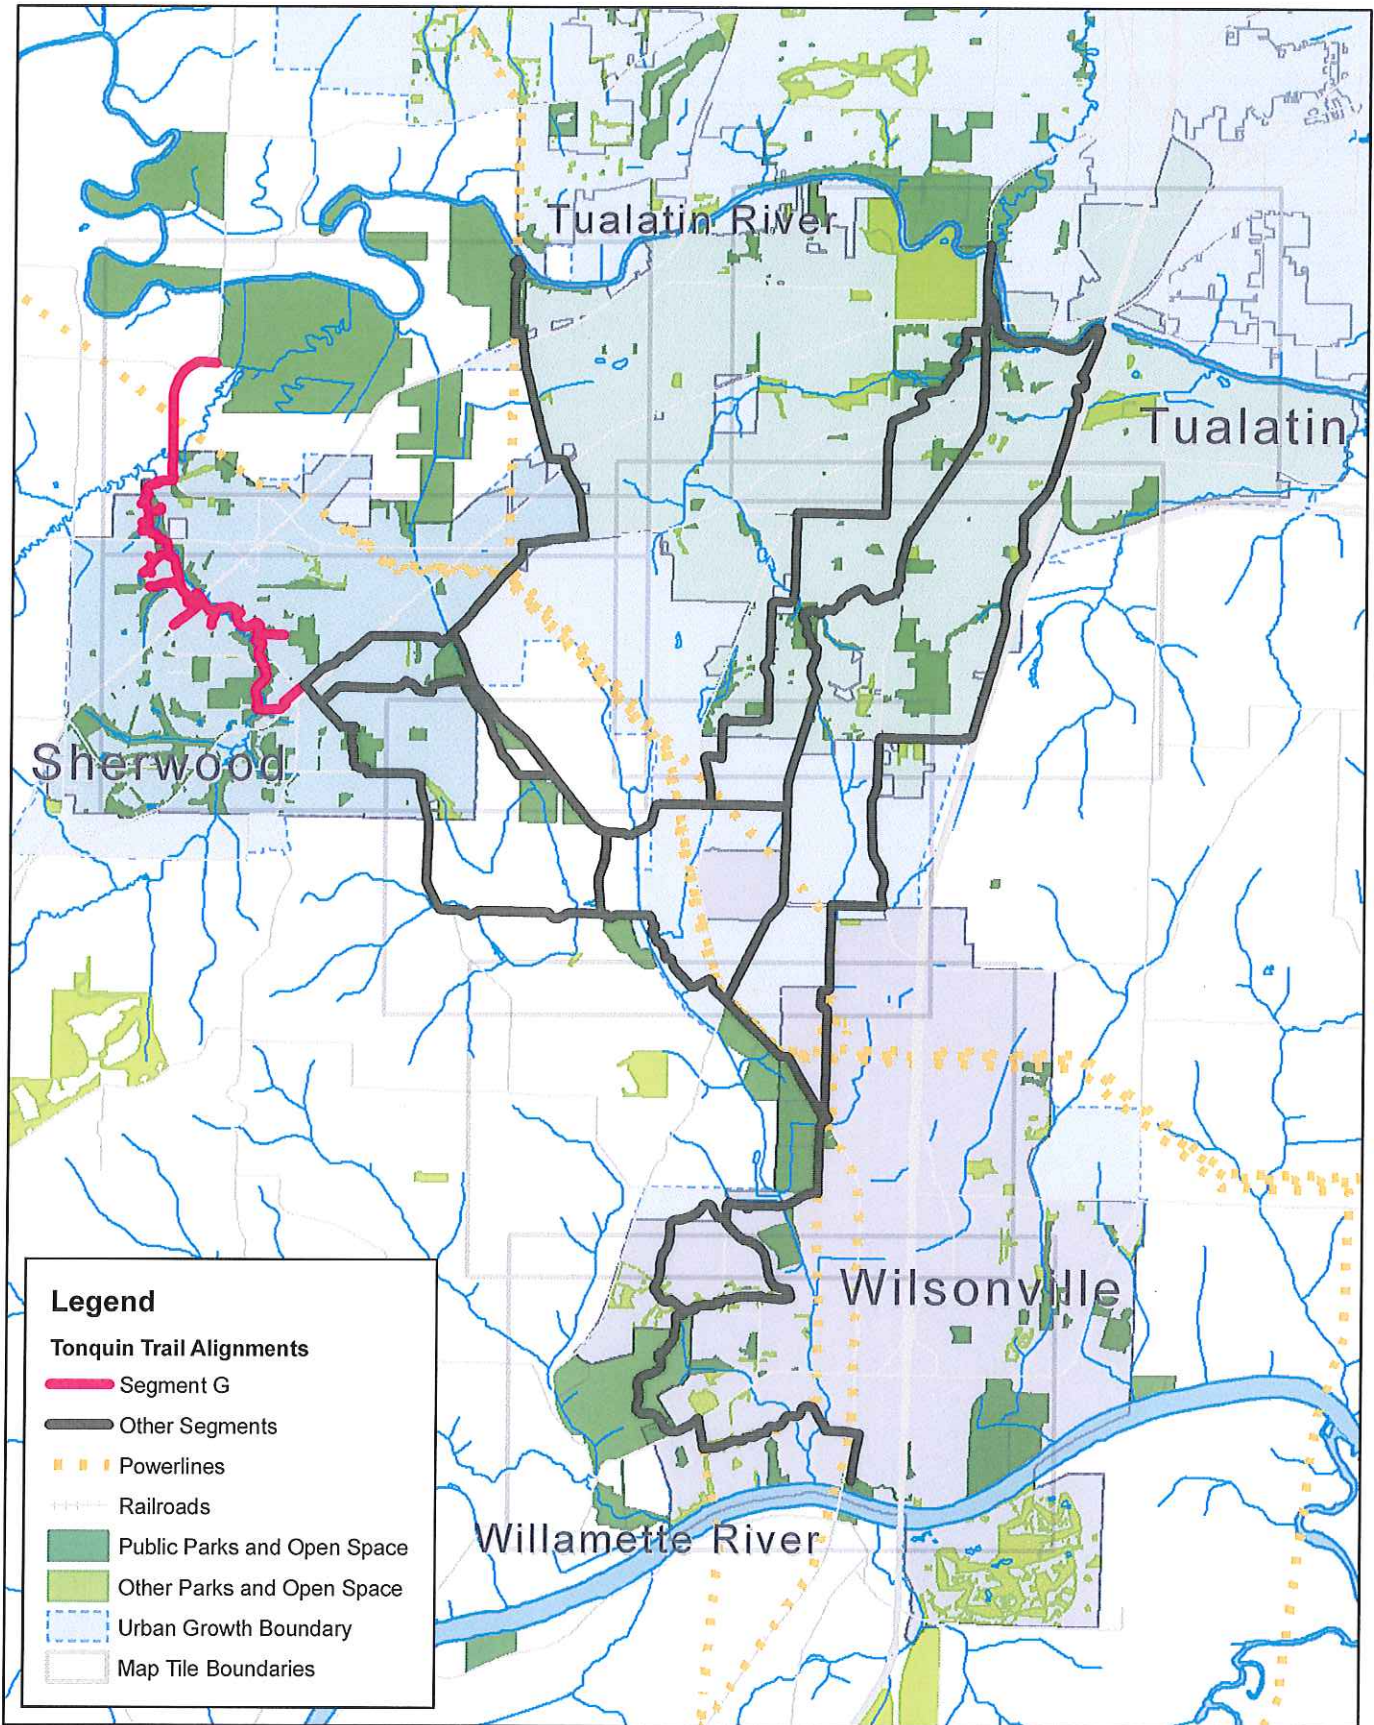 Tualatin River
Tualatin
Sherwood
Wilsonville
Willamette River
Legend
Tonquin Trail Alignments
Segment G
Other Segments
Powerlines
Railroads
Public Parks and Open Space
Other Parks and Open Space
Urban Growth Boundary
Map Tile Boundaries